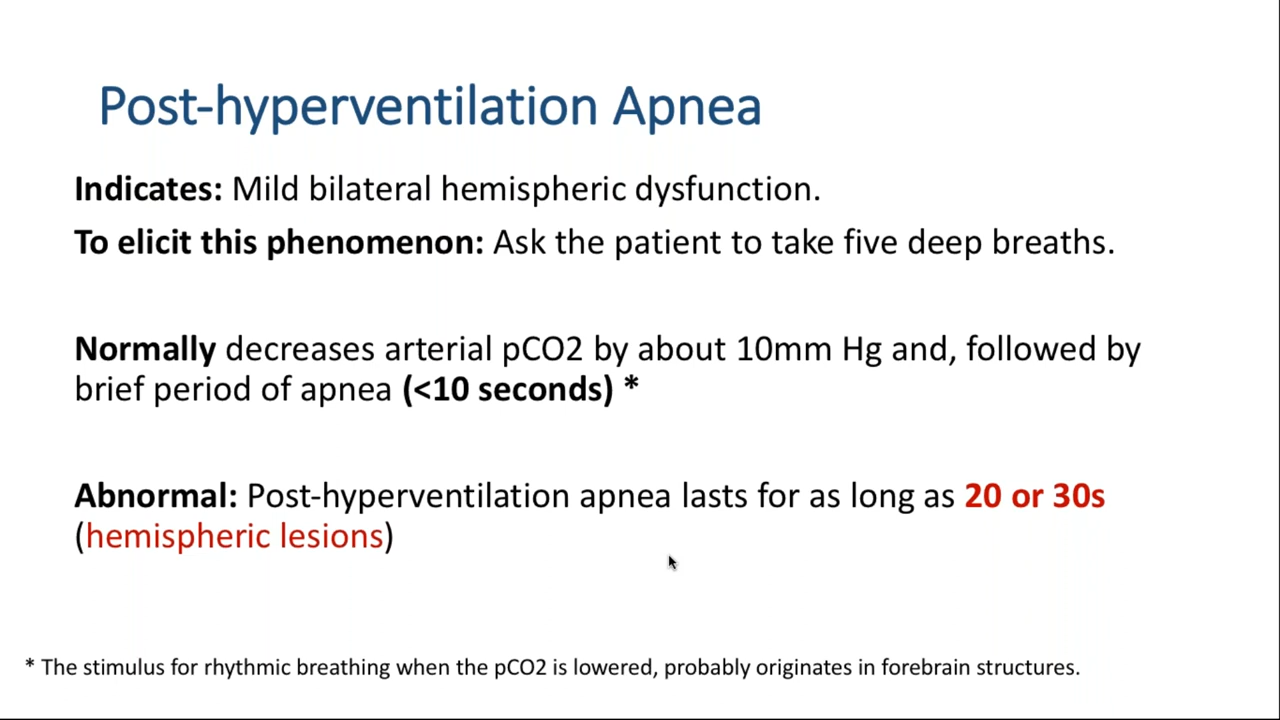 Post-hyperventilation Apnea
Indicates: Mild bilateral hemispheric dysfunction.
To elicit this phenomenon: Ask the patient to take five deep breaths.
Normally decreases arterial pCO2 by about 10mm Hg and, followed by
brief period of apnea (<10 seconds) *
Abnormal: Post-hyperventilation apnea lasts for as long as 20 or 30s
(hemispheric lesions)
* The stimulus for rhythmic breathing when the pCO2 is lowered, probably originates in forebrain structures.